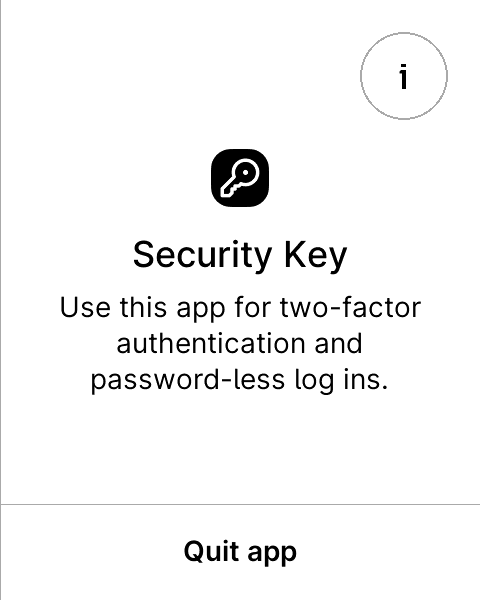 i
Security Key
Use this app for two-factor
authentication and
password-less log ins.
Quit app